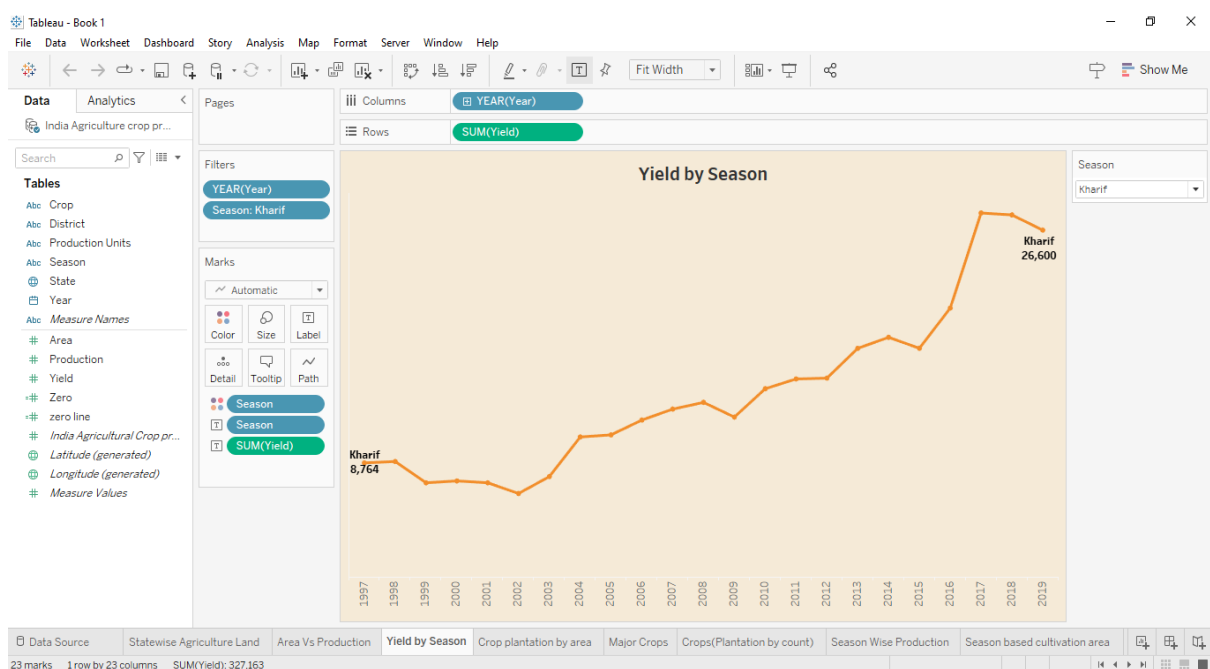 Tableau - Book 1
File Data Worksheet Dashboard Story Analysis Map Format Server Window Help
Fit Width
Show Me
Data Analytics
India Agriculture crop pr...
Search
Tables
Abc Crop
Abc District
Abc Production Units
Abc Season
State
Year
Abc Measure Names
# Area
# Production
# Yield
=# Zero
=# zero line
# India Agricultural Crop pr...
Latitude (generated)
Longitude (generated)
# Measure Values
Pages
Filters
YEAR(Year)
Season: Kharif
Marks
Automatic
Color Size Label
Detail Tooltip Path
Season
Season
SUM(Yield)
Columns YEAR(Year)
Rows SUM(Yield)
Yield by Season
Kharif
8,764
Kharif
26,600
1997 1998 1999 2000 2001 2002 2003 2004 2005 2006 2007 2008 2009 2010 2011 2012 2013 2014 2015 2016 2017 2018 2019
Season
Kharif
Data Source Statewise Agriculture Land Area Vs Production Yield by Season Crop plantation by area Major Crops Crops(Plantation by count) Season Wise Production Season based cultivation area
23 marks 1 row by 23 columns SUM(Yield): 327,163